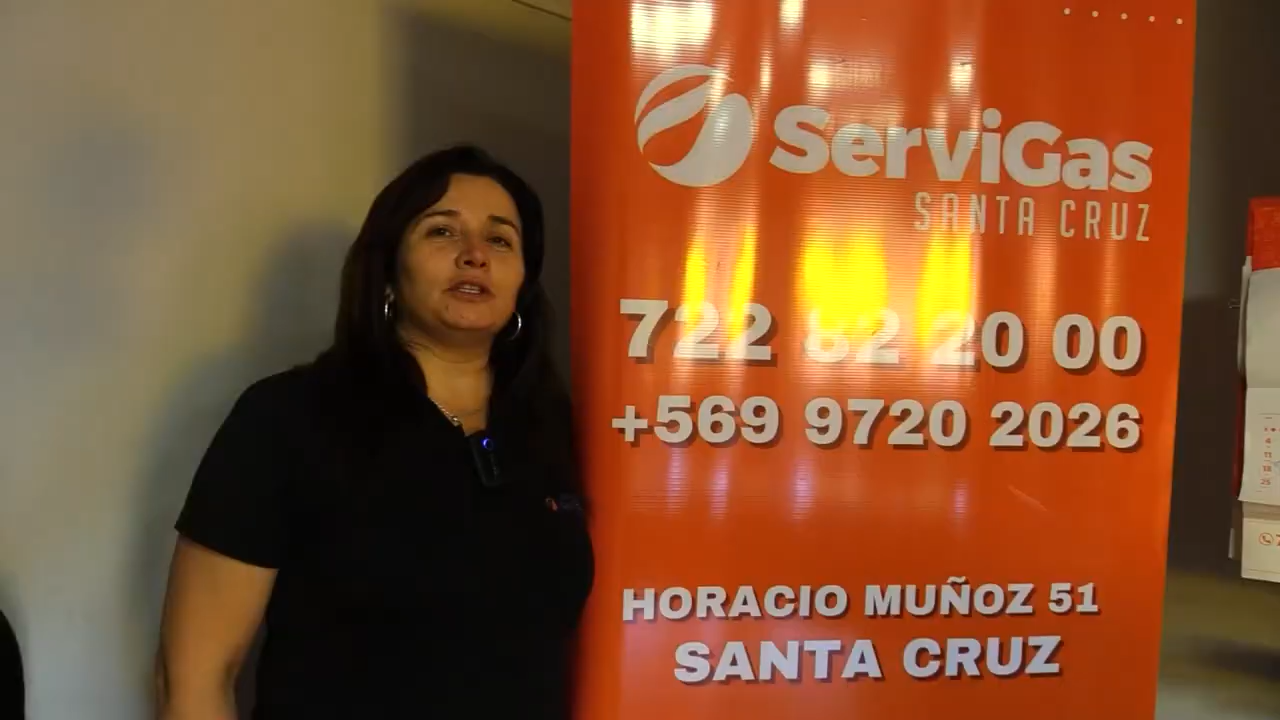 ServiGas
SANTA CRUZ
722 82 20 00
+569 9720 2026
HORACIO MUÑOZ 51
SANTA CRUZ